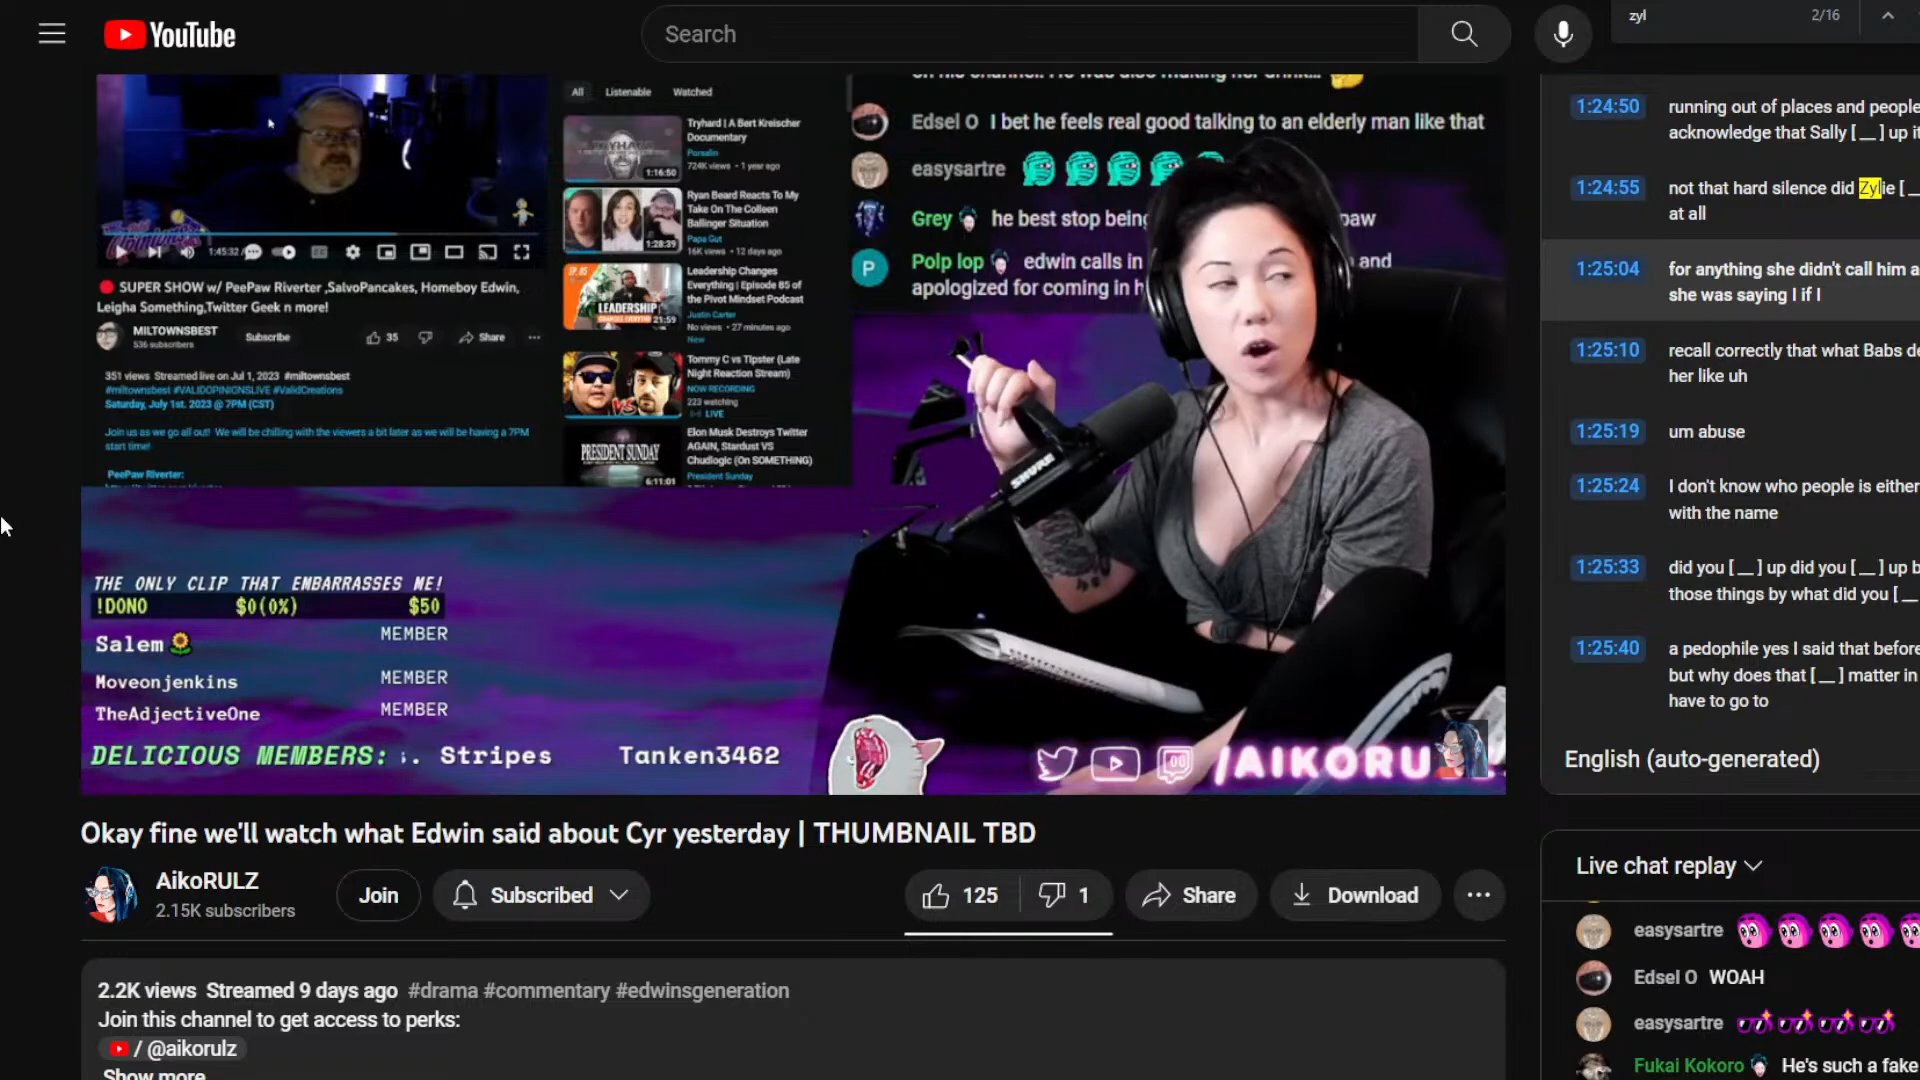 YouTube
Search
zyl
2/16
All
Listenable
Watched
Tryhard | A Bert Kreischer
Documentary
Porsalin
724K views • 1 year ago
1:16:50
Ryan Beard Reacts To My
Take On The Colleen
Ballinger Situation
Papa Gut
16K views • 12 days ago
1:28:39
EP. 85
LEADERSHIP
CHANGES EVERYTHING
21:59
Leadership Changes
Everything | Episode 85 of
the Pivot Mindset Podcast
Justin Carter
No views • 27 minutes ago
New
VS
Tommy C vs Tipster (Late
Night Reaction Stream)
NOW RECORDING
223 watching
LIVE
PRESIDENT SUNDAY
6:11:01
Elon Musk Destroys Twitter
AGAIN, Stardust VS
Chudlogic (On SOMETHING)
President Sunday
1:45:32
SUPER SHOW w/ PeePaw Riverter ,SalvoPancakes, Homeboy Edwin,
Leigha Something,Twitter Geek n more!
MILTOWNSBEST
536 subscribers
Subscribe
35
Share
351 views Streamed live on Jul 1, 2023 #miltownsbest
#miltownsbest #VALIDOPINIONSLIVE #ValidCreations
Saturday, July 1st. 2023 @ 7PM (CST)
Join us as we go all out! We will be chilling with the viewers a bit later as we will be having a 7PM
start time!
PeePaw Riverter:
Edsel O I bet he feels real good talking to an elderly man like that
easysartre
Grey he best stop being paw
P
Polp lop edwin calls in and
apologized for coming in h
SHURE
THE ONLY CLIP THAT EMBARRASSES ME!
!DONO $0(0%) $50
Salem MEMBER
Moveonjenkins MEMBER
TheAdjectiveOne MEMBER
DELICIOUS MEMBERS: Stripes Tanken3462
/AIKORU
1:24:50
running out of places and people
acknowledge that Sally [ __ ] up it
1:24:55
not that hard silence did Zylie [
at all
1:25:04
for anything she didn't call him a
she was saying I if I
1:25:10
recall correctly that what Babs de
her like uh
1:25:19
um abuse
1:25:24
I don't know who people is either
with the name
1:25:33
did you [ __ ] up did you [ __ ] up b
those things by what did you [ __
1:25:40
a pedophile yes I said that before
but why does that [ __ ] matter in
have to go to
English (auto-generated)
Okay fine we'll watch what Edwin said about Cyr yesterday | THUMBNAIL TBD
AikoRULZ
2.15K subscribers
Join
Subscribed
125
1
Share
Download
2.2K views Streamed 9 days ago #drama #commentary #edwinsgeneration
Join this channel to get access to perks:
/ @aikorulz
Show more
Live chat replay
easysartre
Edsel O WOAH
easysartre
Fukai Kokoro He's such a fake